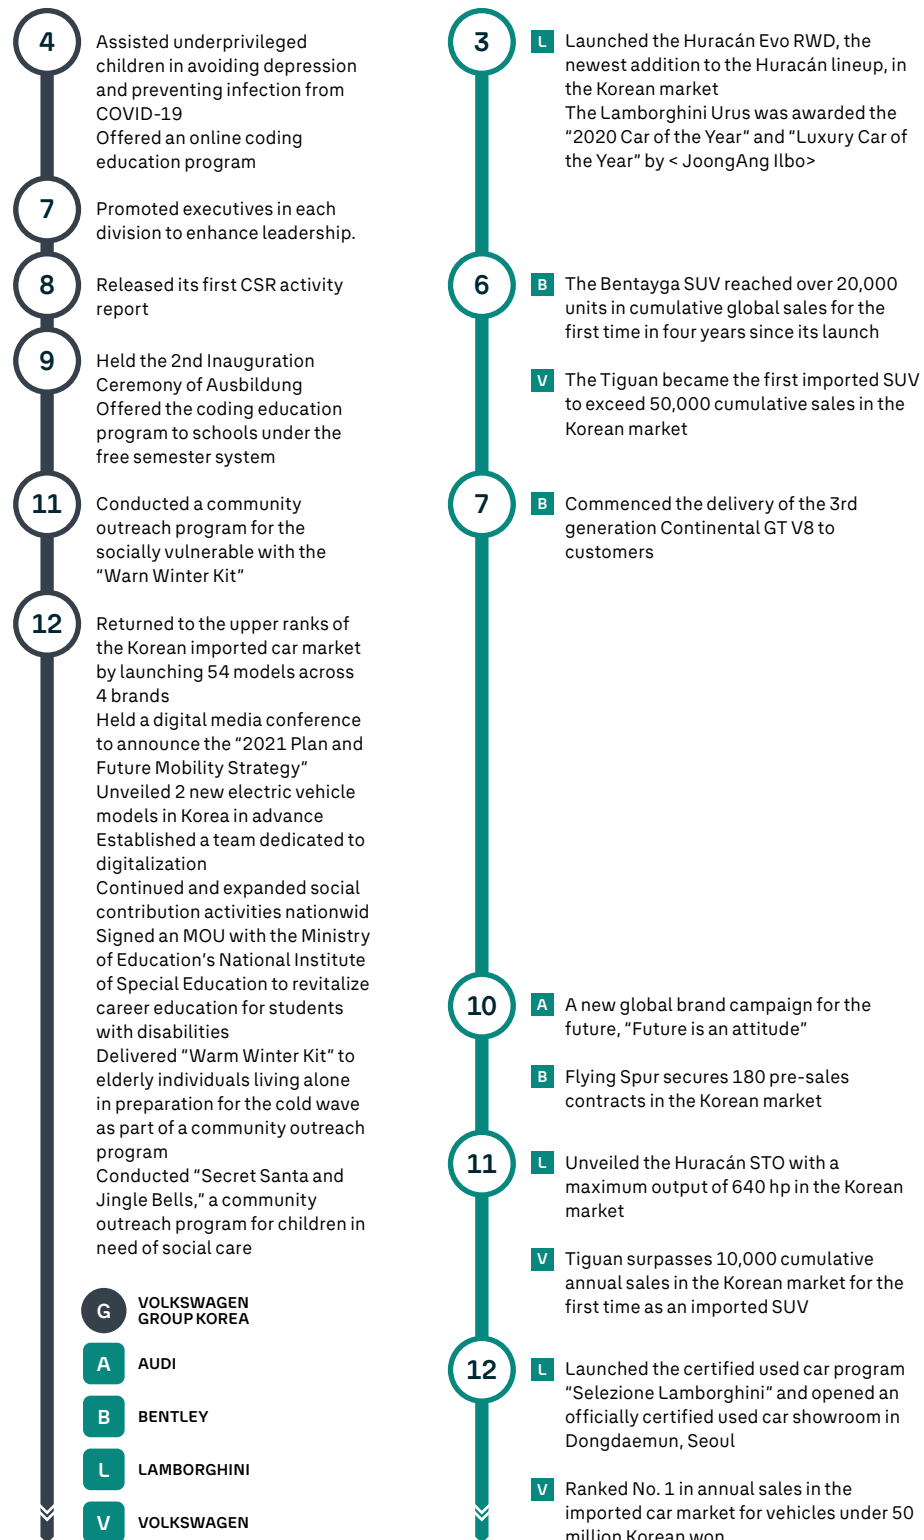 4
Assisted underprivileged
children in avoiding depression
and preventing infection from
COVID-19
Offered an online coding
education program
7
Promoted executives in each
division to enhance leadership.
8
Released its first CSR activity
report
9
Held the 2nd Inauguration
Ceremony of Ausbildung
Offered the coding education
program to schools under the
free semester system
11
Conducted a community
outreach program for the
socially vulnerable with the
“Warn Winter Kit”
12
Returned to the upper ranks of
the Korean imported car market
by launching 54 models across
4 brands
Held a digital media conference
to announce the “2021 Plan and
Future Mobility Strategy”
Unveiled 2 new electric vehicle
models in Korea in advance
Established a team dedicated to
digitalization
Continued and expanded social
contribution activities nationwid
Signed an MOU with the Ministry
of Education’s National Institute
of Special Education to revitalize
career education for students
with disabilities
Delivered “Warm Winter Kit” to
elderly individuals living alone
in preparation for the cold wave
as part of a community outreach
program
Conducted “Secret Santa and
Jingle Bells,” a community
outreach program for children in
need of social care
G VOLKSWAGEN
GROUP KOREA
A AUDI
B BENTLEY
L LAMBORGHINI
V VOLKSWAGEN
3
L Launched the Huracán Evo RWD, the
newest addition to the Huracán lineup, in
the Korean market
The Lamborghini Urus was awarded the
“2020 Car of the Year” and “Luxury Car of
the Year” by < JoongAng Ilbo>
6
B The Bentayga SUV reached over 20,000
units in cumulative global sales for the
first time in four years since its launch
V The Tiguan became the first imported SUV
to exceed 50,000 cumulative sales in the
Korean market
7
B Commenced the delivery of the 3rd
generation Continental GT V8 to
customers
10
A A new global brand campaign for the
future, “Future is an attitude”
B Flying Spur secures 180 pre-sales
contracts in the Korean market
11
L Unveiled the Huracán STO with a
maximum output of 640 hp in the Korean
market
V Tiguan surpasses 10,000 cumulative
annual sales in the Korean market for the
first time as an imported SUV
12
L Launched the certified used car program
“Selezione Lamborghini” and opened an
officially certified used car showroom in
Dongdaemun, Seoul
V Ranked No. 1 in annual sales in the
imported car market for vehicles under 50
million Korean won